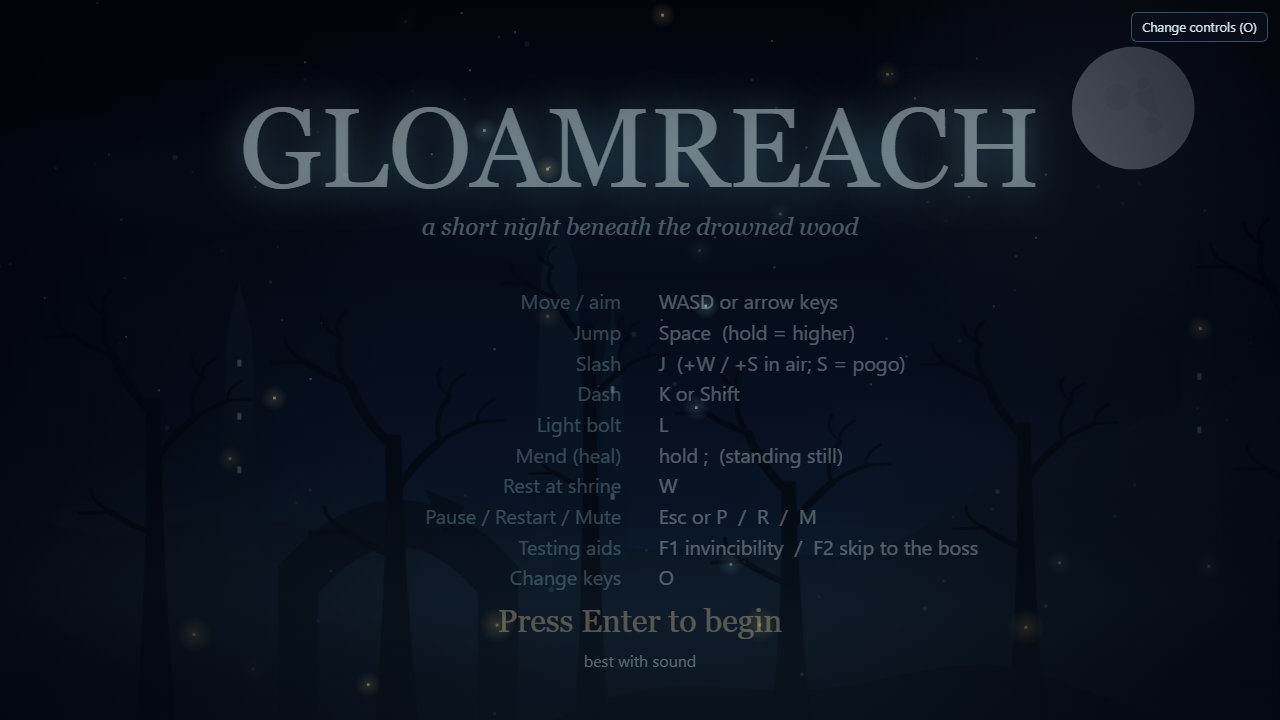 Change controls (O)
GLOAMREACH
a short night beneath the drowned wood
Move / aim WASD or arrow keys
Jump Space (hold = higher)
Slash J (+W / +S in air; S = pogo)
Dash K or Shift
Light bolt L
Mend (heal) hold ; (standing still)
Rest at shrine W
Pause / Restart / Mute Esc or P / R / M
Testing aids F1 invincibility / F2 skip to the boss
Change keys O
Press Enter to begin
best with sound